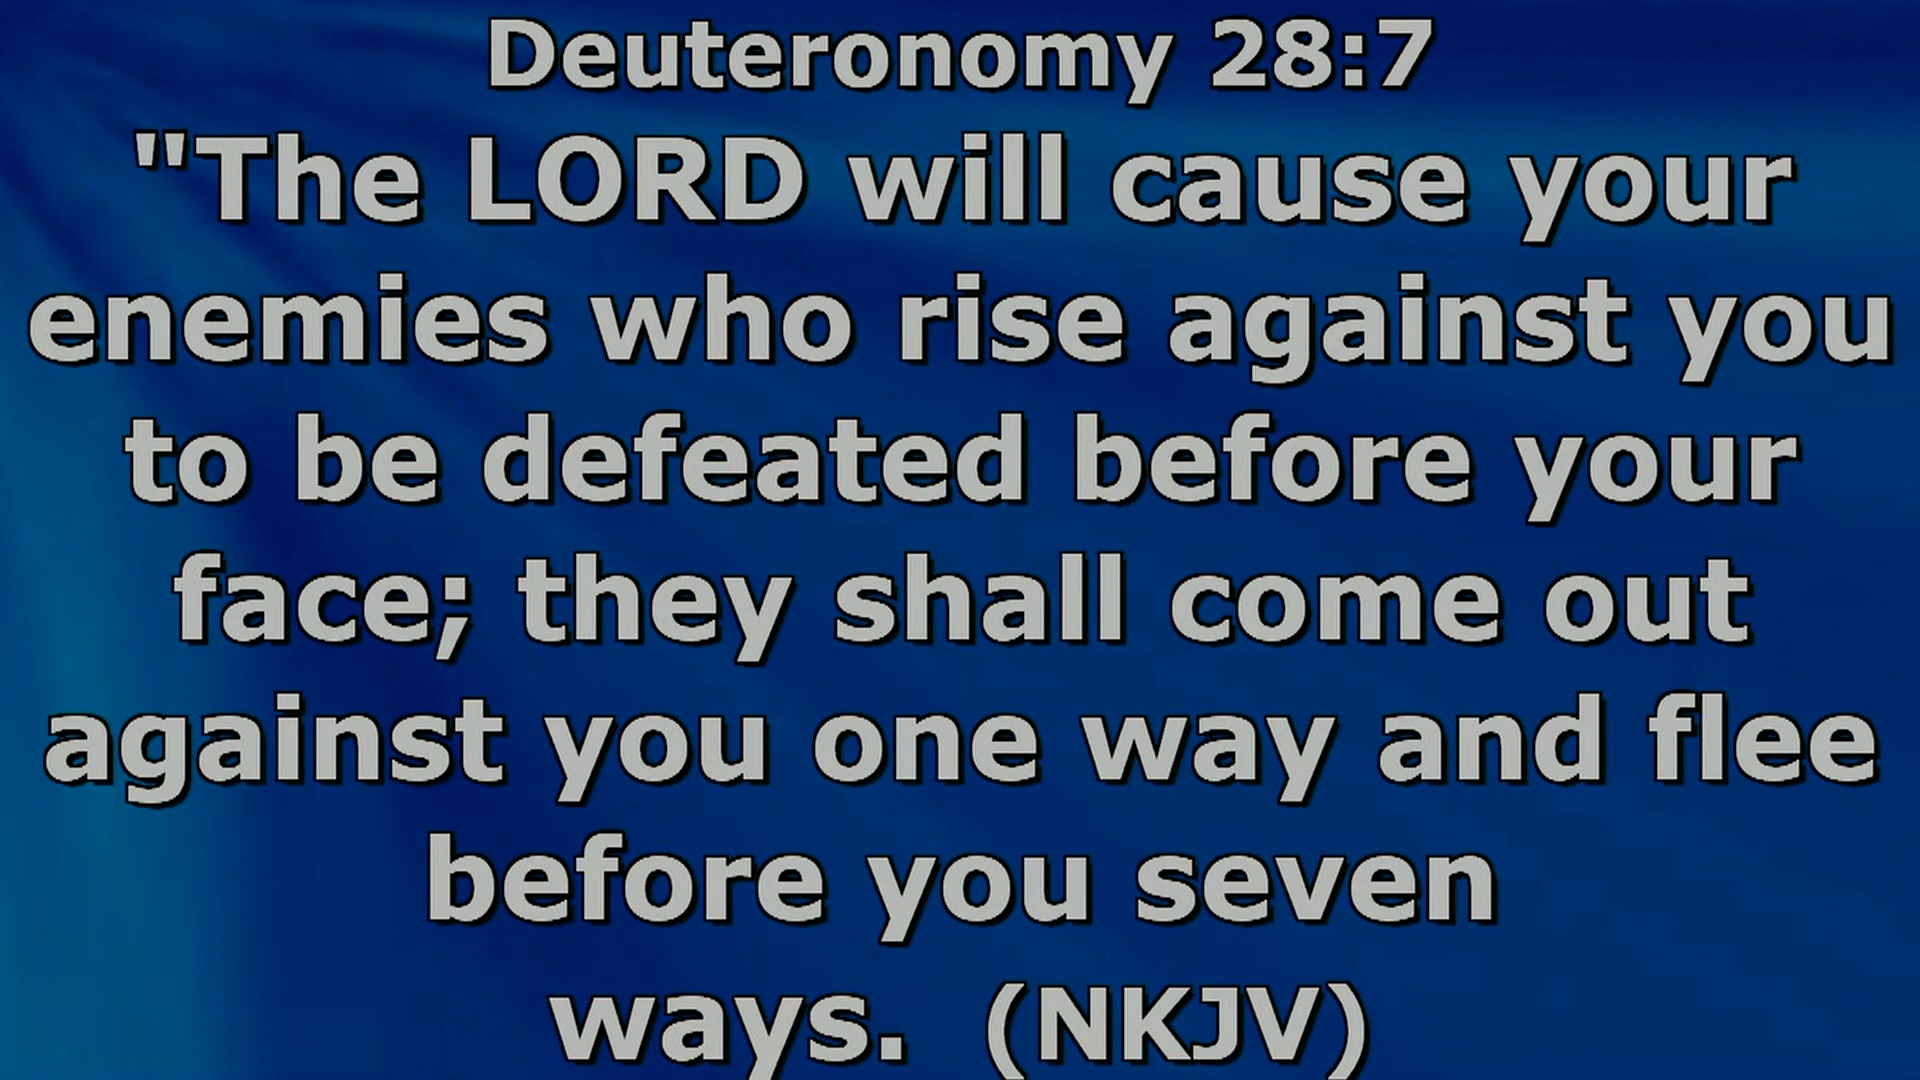 Deuteronomy 28:7
"The LORD will cause your
enemies who rise against you
to be defeated before your
face; they shall come out
against you one way and flee
before you seven
ways.  (NKJV)